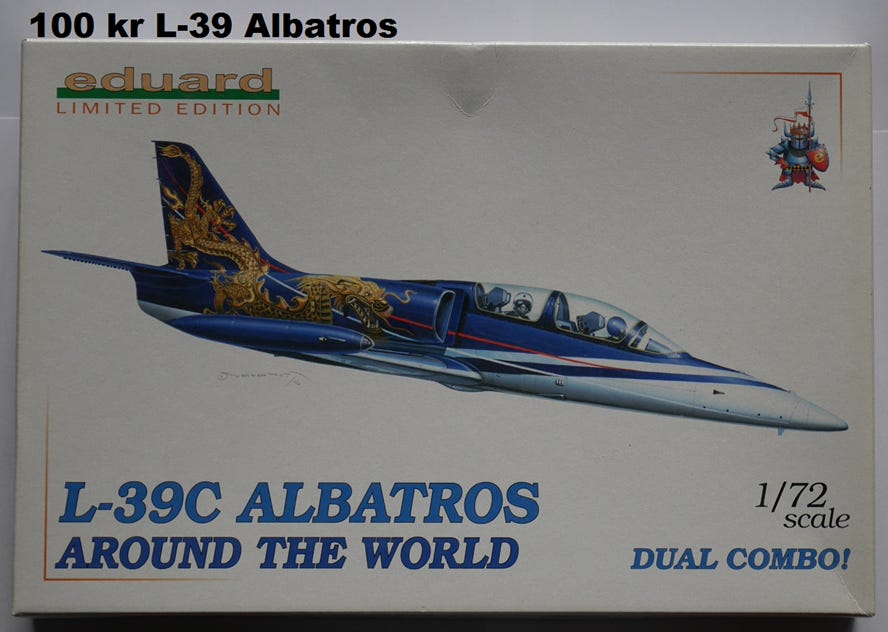 100 kr L-39 Albatros
eduard
LIMITED EDITION
L-39C ALBATROS
AROUND THE WORLD
1/72
scale
DUAL COMBO!